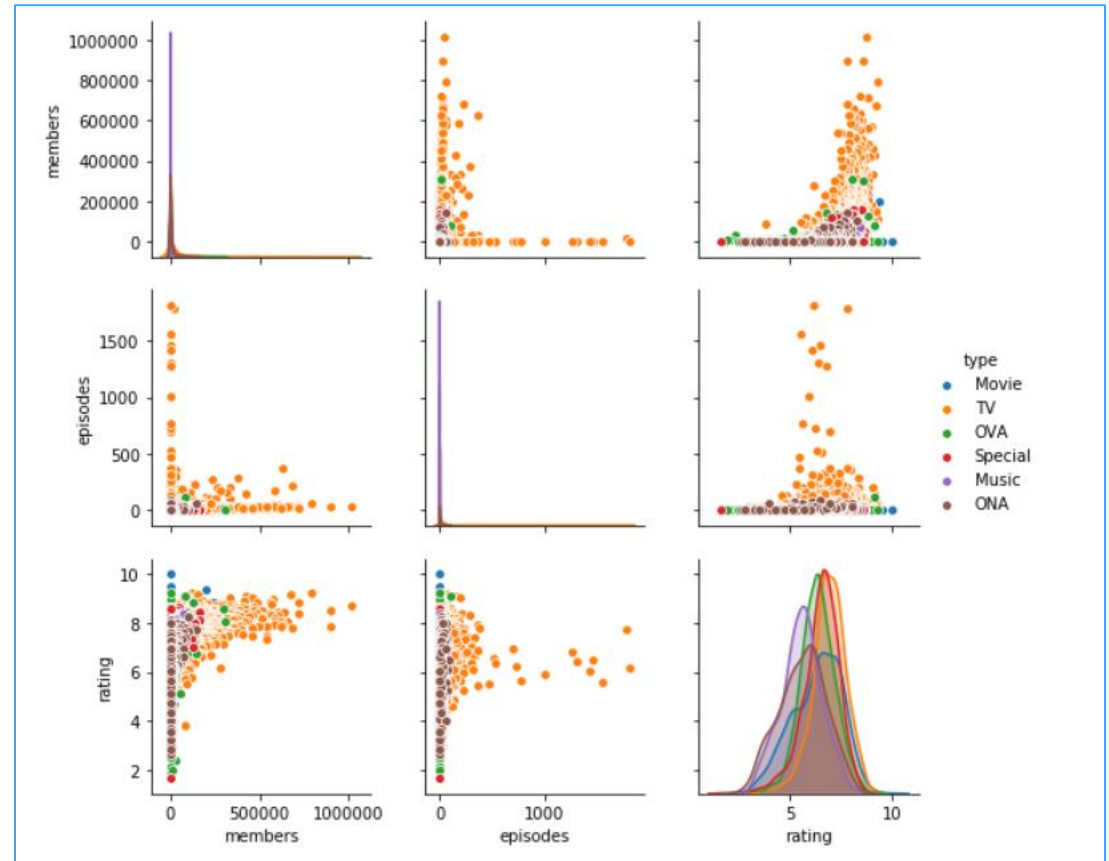 1000000
800000
600000
400000
200000
0
members
1500
1000
500
0
episodes
type
Movie
TV
OVA
Special
Music
ONA
10
8
6
4
2
rating
0 500000 1000000
members
0 1000
episodes
5 10
rating